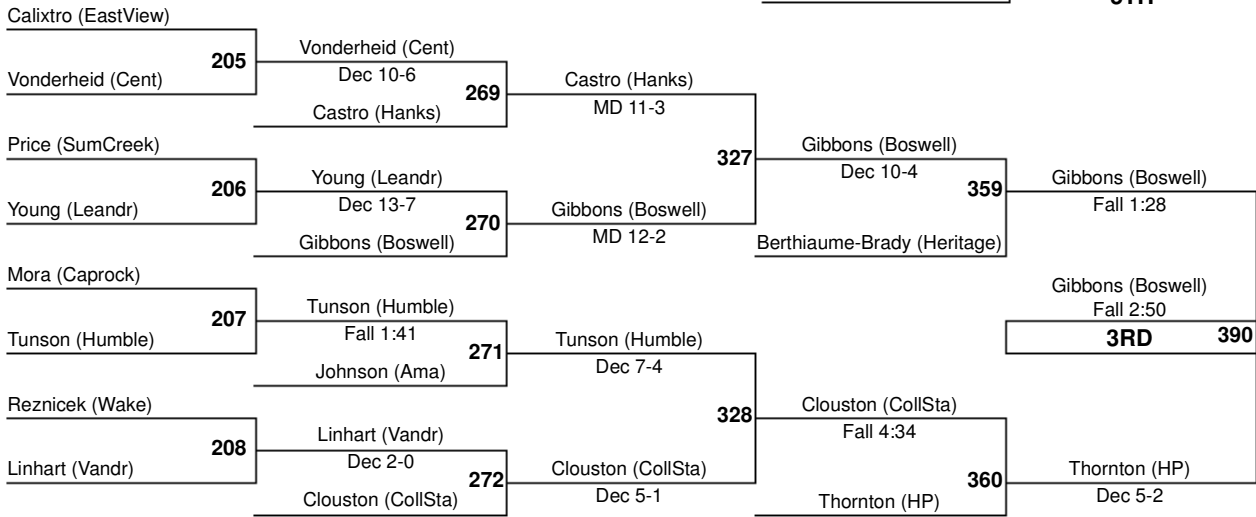 5TH
Calixtro (EastView)
205
Vonderheid (Cent)
Vonderheid (Cent)
Dec 10-6
269
Castro (Hanks)
Castro (Hanks)
MD 11-3
Price (SumCreek)
206
Young (Leandr)
Young (Leandr)
Dec 13-7
270
Gibbons (Boswell)
Gibbons (Boswell)
MD 12-2
327
Gibbons (Boswell)
Dec 10-4
359
Berthiaume-Brady (Heritage)
Gibbons (Boswell)
Fall 1:28
Mora (Caprock)
207
Tunson (Humble)
Tunson (Humble)
Fall 1:41
271
Johnson (Ama)
Tunson (Humble)
Dec 7-4
Gibbons (Boswell)
Fall 2:50
3RD
390
Reznicek (Wake)
208
Linhart (Vandr)
Linhart (Vandr)
Dec 2-0
272
Clouston (CollSta)
Clouston (CollSta)
Dec 5-1
328
Clouston (CollSta)
Fall 4:34
360
Thornton (HP)
Thornton (HP)
Dec 5-2